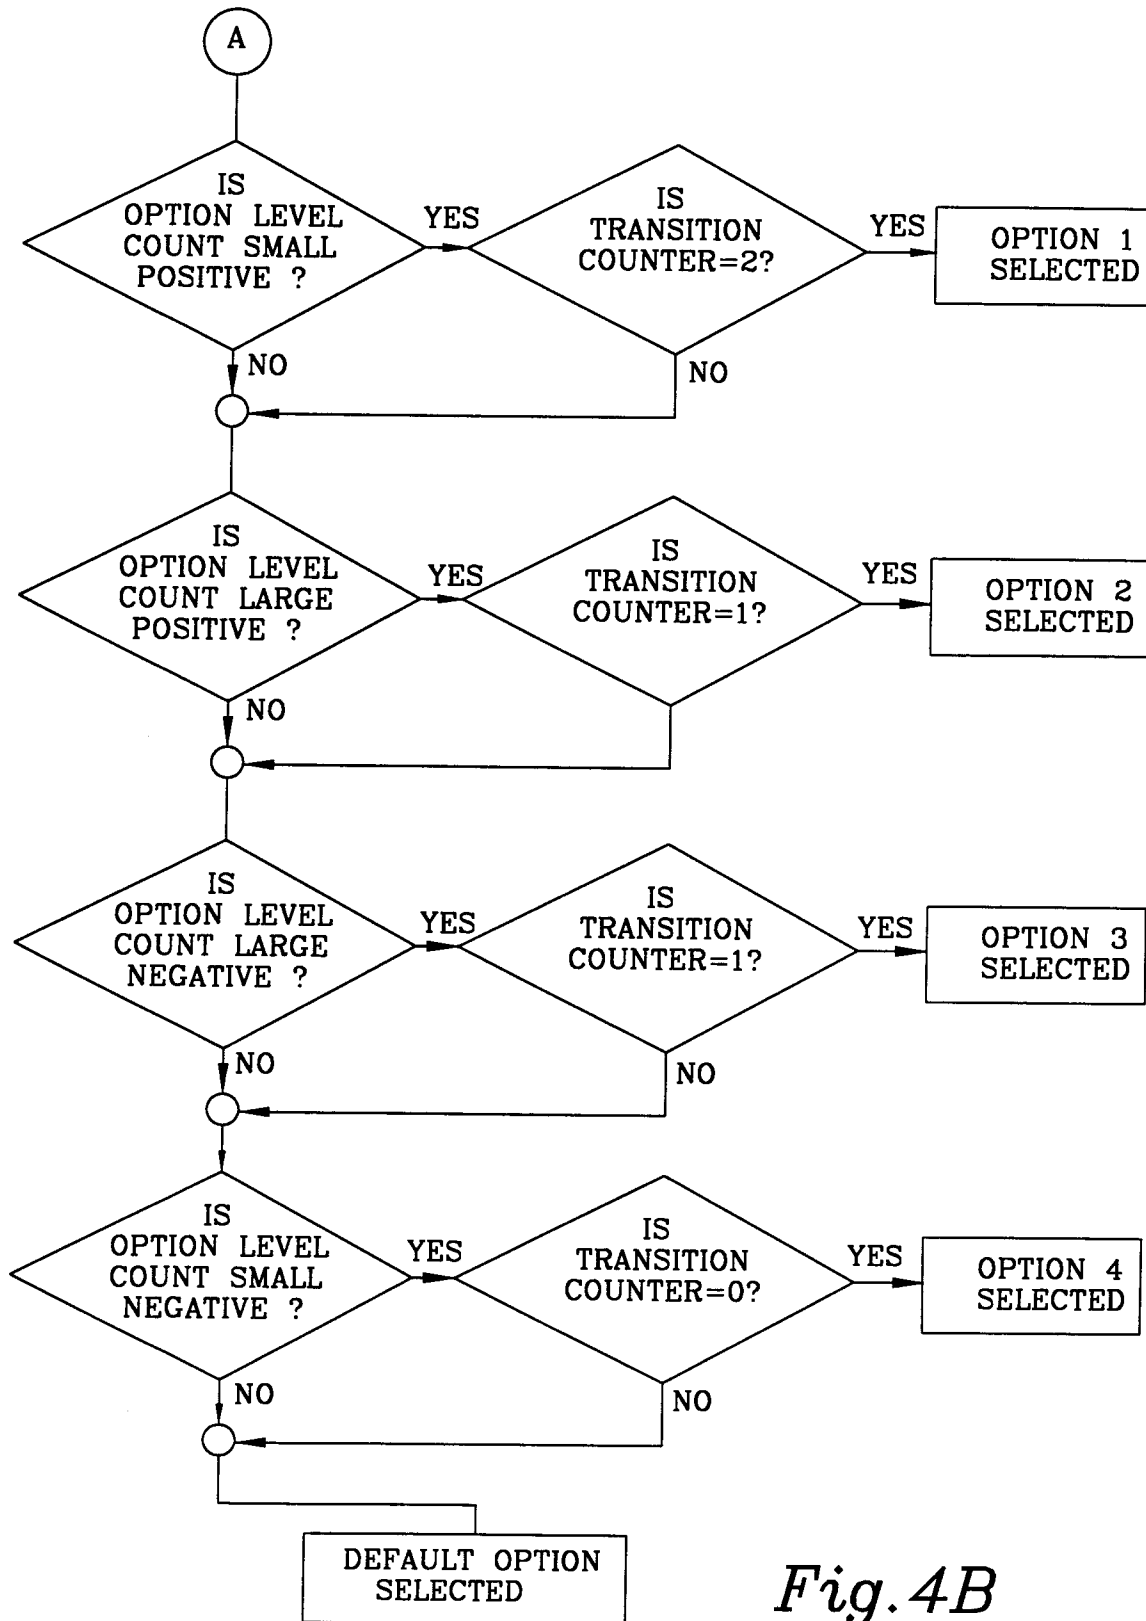 A
IS
OPTION LEVEL
COUNT SMALL
POSITIVE ?
YES
IS
TRANSITION
COUNTER=2?
YES
OPTION 1
SELECTED
NO
NO
IS
OPTION LEVEL
COUNT LARGE
POSITIVE ?
YES
IS
TRANSITION
COUNTER=1?
YES
OPTION 2
SELECTED
NO
IS
OPTION LEVEL
COUNT LARGE
NEGATIVE ?
YES
IS
TRANSITION
COUNTER=1?
YES
OPTION 3
SELECTED
NO
NO
IS
OPTION LEVEL
COUNT SMALL
NEGATIVE ?
YES
IS
TRANSITION
COUNTER=0?
YES
OPTION 4
SELECTED
NO
NO
DEFAULT OPTION
SELECTED
Fig. 4B